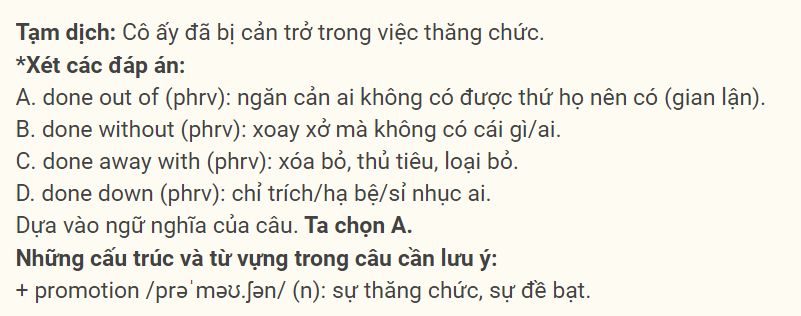 Tạm dịch: Cô ấy đã bị cản trở trong việc thăng chức.
*Xét các đáp án:
A. done out of (phrv): ngăn cản ai không có được thứ họ nên có (gian lận).
B. done without (phrv): xoay xở mà không có cái gì/ai.
C. done away with (phrv): xóa bỏ, thủ tiêu, loại bỏ.
D. done down (phrv): chỉ trích/hạ bệ/sỉ nhục ai.
Dựa vào ngữ nghĩa của câu. Ta chọn A.
Những cấu trúc và từ vựng trong câu cần lưu ý:
+ promotion /prəˈməʊ.ʃən/ (n): sự thăng chức, sự đề bạt.